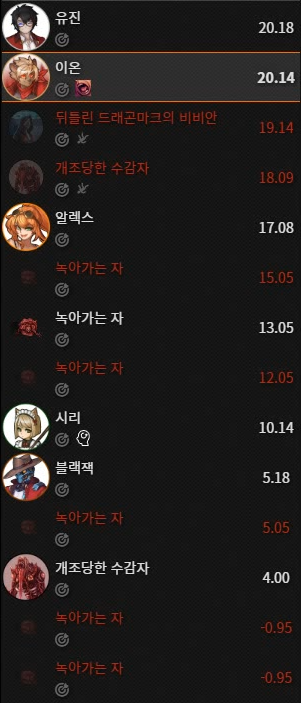 유진
20.18
이온
20.14
뒤틀린 드래곤마크의 비비안
19.14
개조당한 수감자
18.09
알렉스
17.08
녹아가는 자
15.05
녹아가는 자
13.05
녹아가는 자
12.05
시리
10.14
블랙잭
5.18
녹아가는 자
5.05
개조당한 수감자
4.00
녹아가는 자
-0.95
녹아가는 자
-0.95